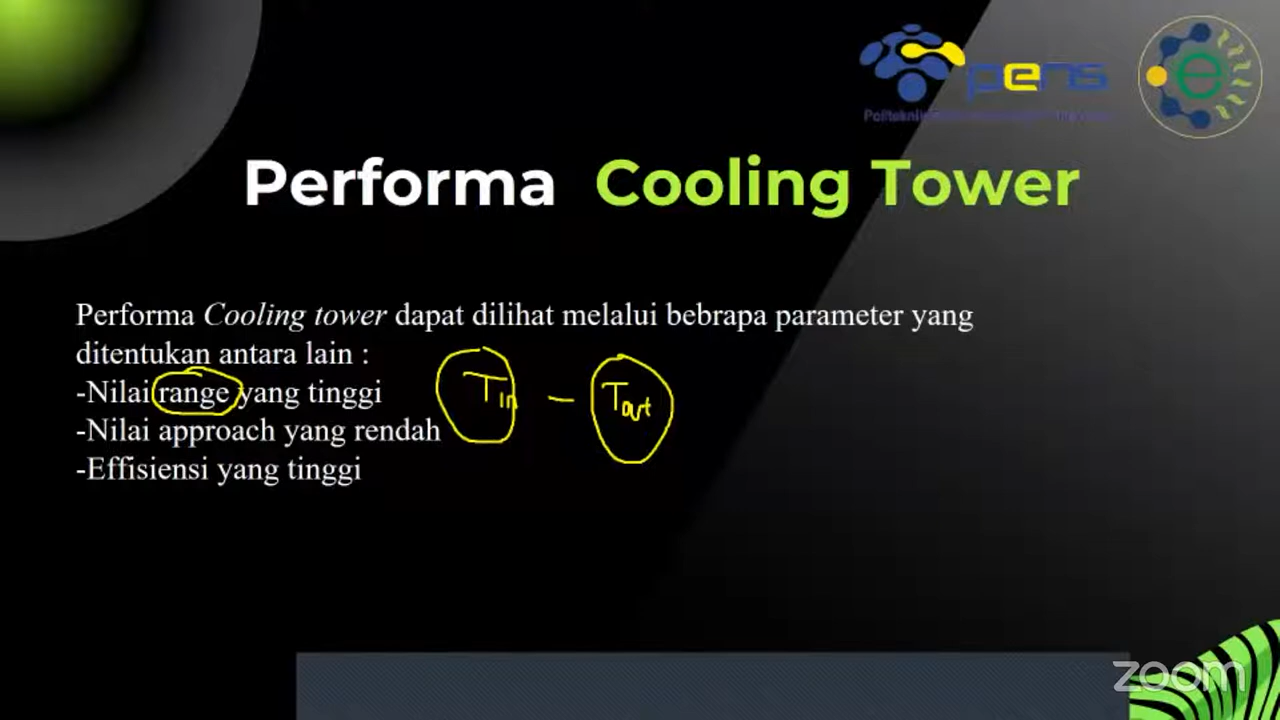 pens
Politeknik
e
Performa Cooling Tower
Performa Cooling tower dapat dilihat melalui bebrapa parameter yang
ditentukan antara lain :
-Nilai range yang tinggi
Tin - Tout
-Nilai approach yang rendah
-Effisiensi yang tinggi
zoom